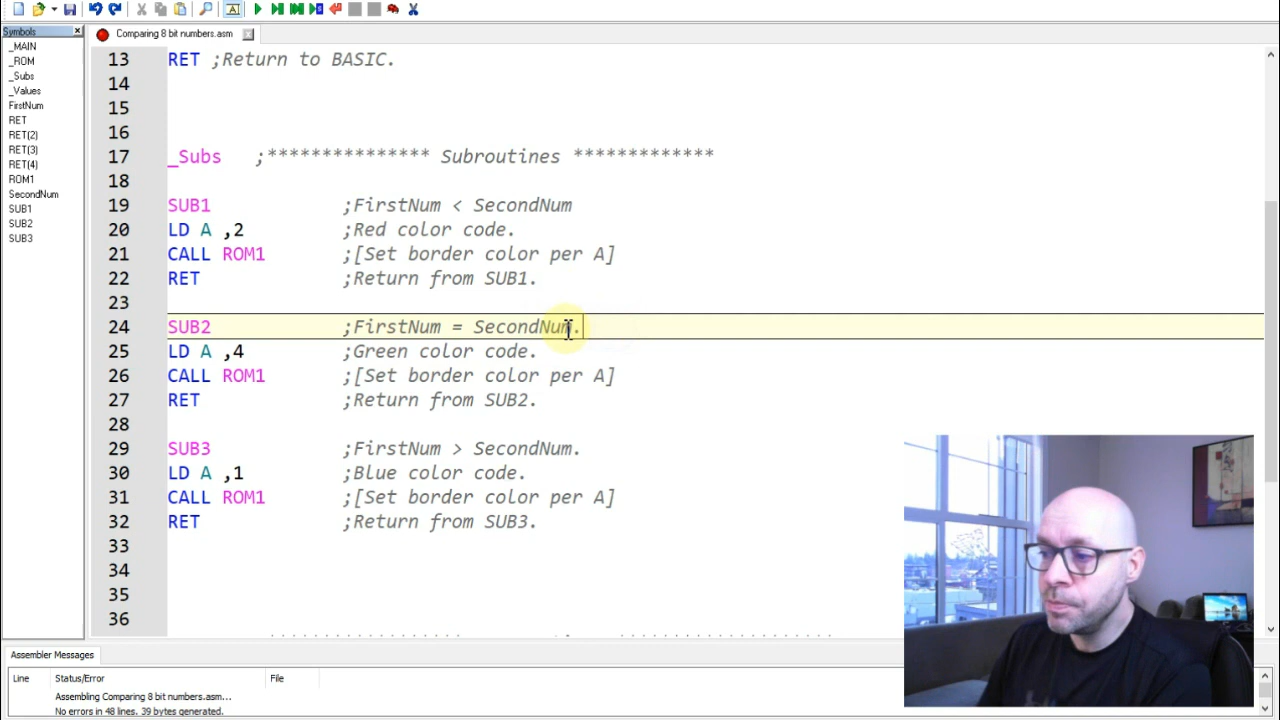 Symbols
_MAIN
_ROM
_Subs
_Values
FirstNum
RET
RET(2)
RET(3)
RET(4)
ROM1
SecondNum
SUB1
SUB2
SUB3
Comparing 8 bit numbers.asm
13 RET ;Return to BASIC.
14
15
16
17 _Subs ;*************** Subroutines *************
18
19 SUB1 ;FirstNum < SecondNum
20 LD A ,2 ;Red color code.
21 CALL ROM1 ;[Set border color per A]
22 RET ;Return from SUB1.
23
24 SUB2 ;FirstNum = SecondNum.
25 LD A ,4 ;Green color code.
26 CALL ROM1 ;[Set border color per A]
27 RET ;Return from SUB2.
28
29 SUB3 ;FirstNum > SecondNum.
30 LD A ,1 ;Blue color code.
31 CALL ROM1 ;[Set border color per A]
32 RET ;Return from SUB3.
33
34
35
36
Assembler Messages
Line Status/Error File
Assembling Comparing 8 bit numbers.asm...
No errors in 48 lines. 39 bytes generated.